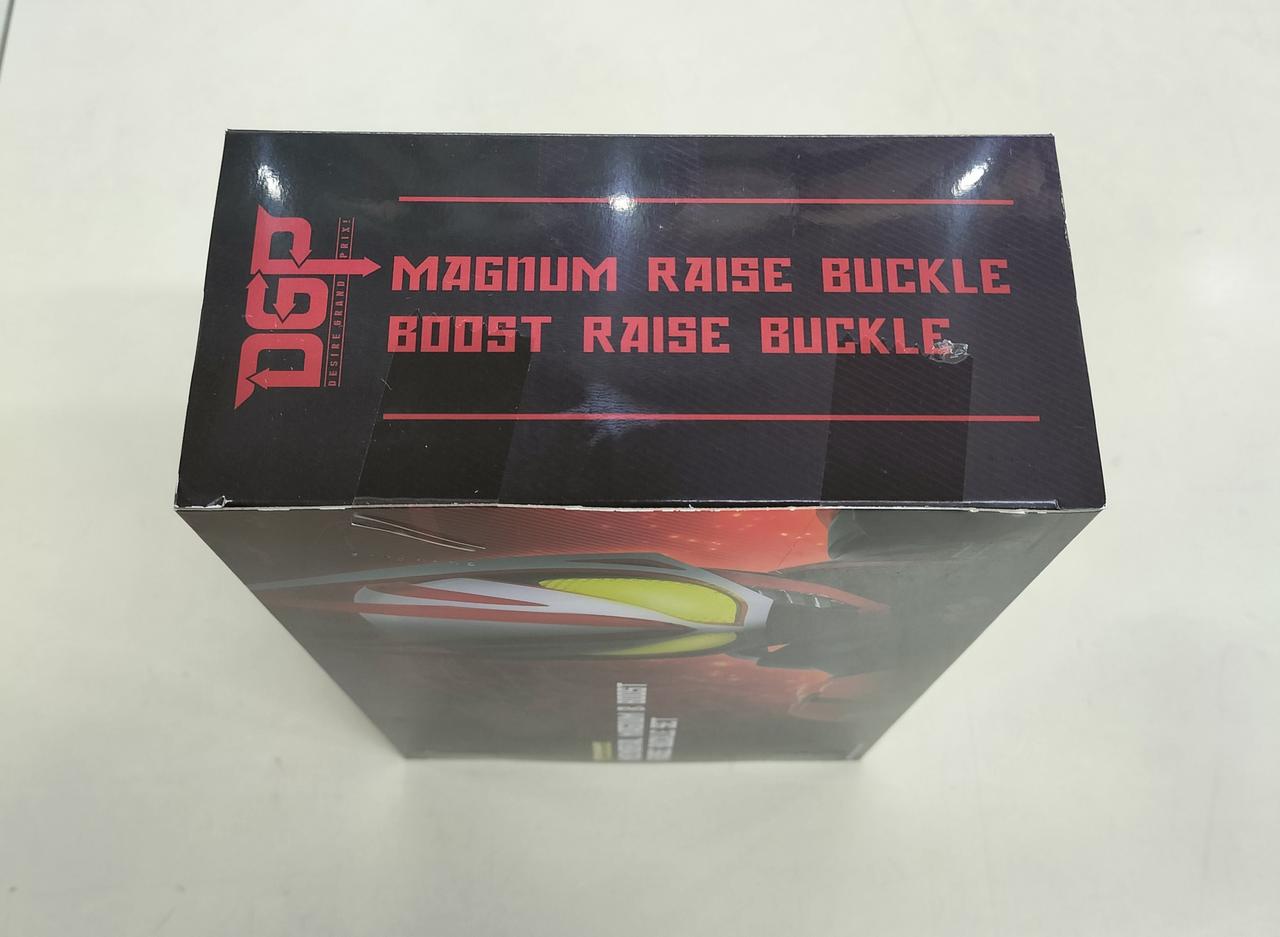 DGP
DESIRE GRAND PRIX!
MAGNUM RAISE BUCKLE
BOOST RAISE BUCKLE